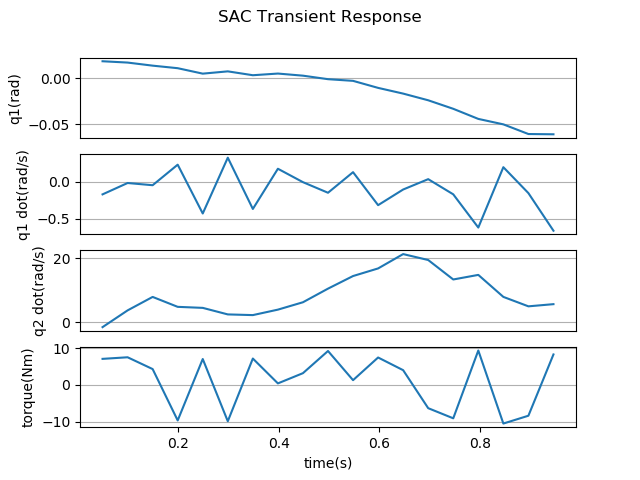 SAC Transient Response
q1(rad)
0.00
−0.05
q1 dot(rad/s)
0.0
−0.5
q2 dot(rad/s)
20
0
torque(Nm)
10
0
−10
0.2 0.4 0.6 0.8
time(s)